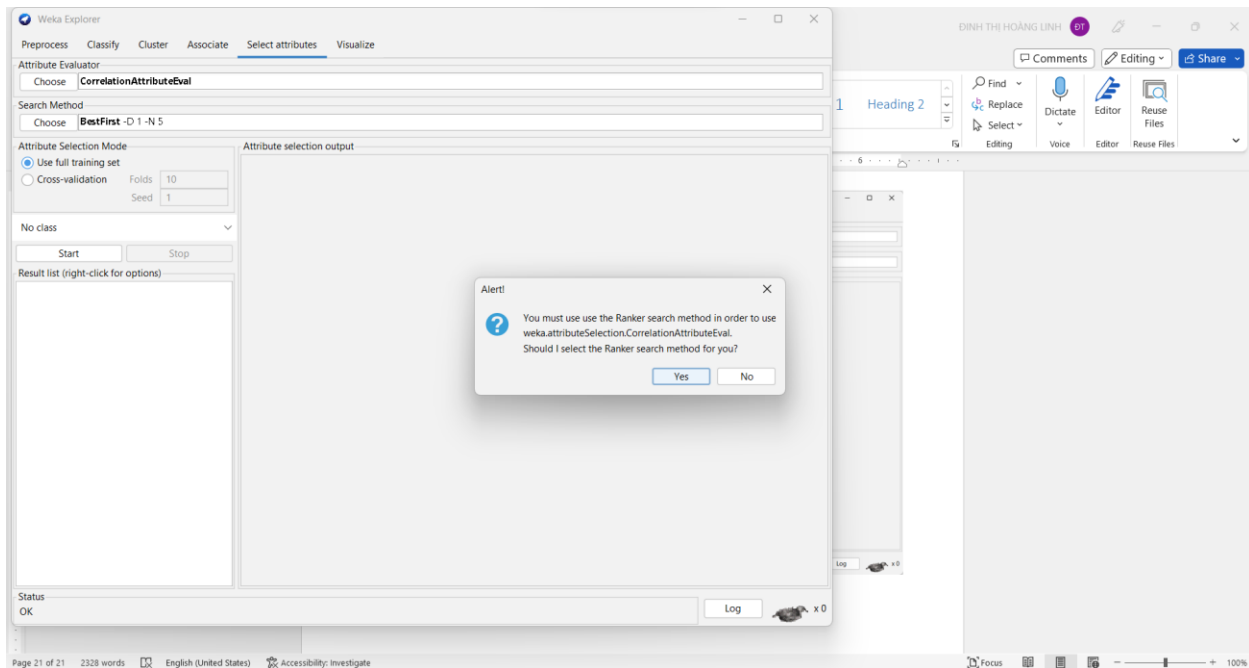 Weka Explorer
Preprocess Classify Cluster Associate Select attributes Visualize
Attribute Evaluator
Choose CorrelationAttributeEval
Search Method
Choose BestFirst -D 1 -N 5
Attribute Selection Mode
Use full training set
Cross-validation Folds 10
Seed 1
No class
Start Stop
Result list (right-click for options)
Attribute selection output
Alert!
You must use use the Ranker search method in order to use
weka.attributeSelection.CorrelationAttributeEval.
Should I select the Ranker search method for you?
Yes No
Status
OK
Log x 0
ĐINH THỊ HOÀNG LINH ĐT
Comments Editing Share
1 Heading 2
Find
Replace
Select
Editing
Dictate
Voice
Editor
Editor
Reuse
Files
Reuse Files
6
Log x 0
Page 21 of 21 2328 words English (United States) Accessibility: Investigate
Focus 100%